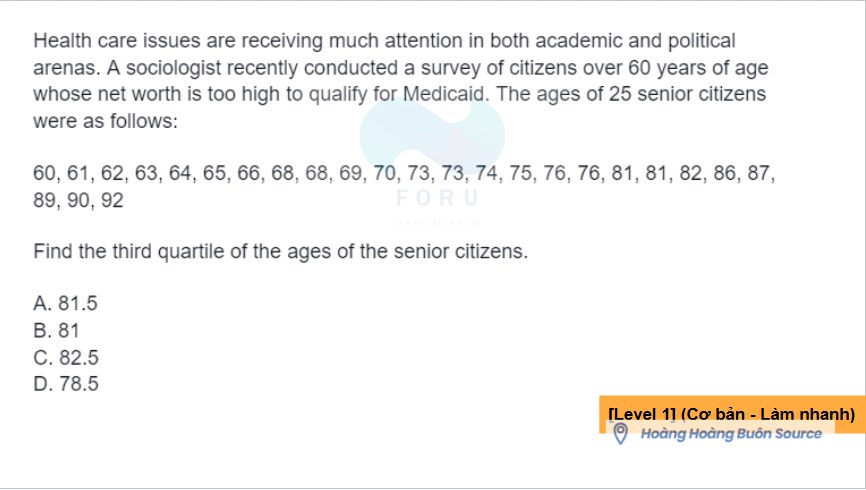 Health care issues are receiving much attention in both academic and political
arenas. A sociologist recently conducted a survey of citizens over 60 years of age
whose net worth is too high to qualify for Medicaid. The ages of 25 senior citizens
were as follows:
60, 61, 62, 63, 64, 65, 66, 68, 68, 69, 70, 73, 73, 74, 75, 76, 76, 81, 81, 82, 86, 87,
89, 90, 92
FORU
Find the third quartile of the ages of the senior citizens.
A. 81.5
B. 81
C. 82.5
D. 78.5
[Level 1] (Cơ bản - Làm nhanh)
Hoàng Hoàng Buôn Source